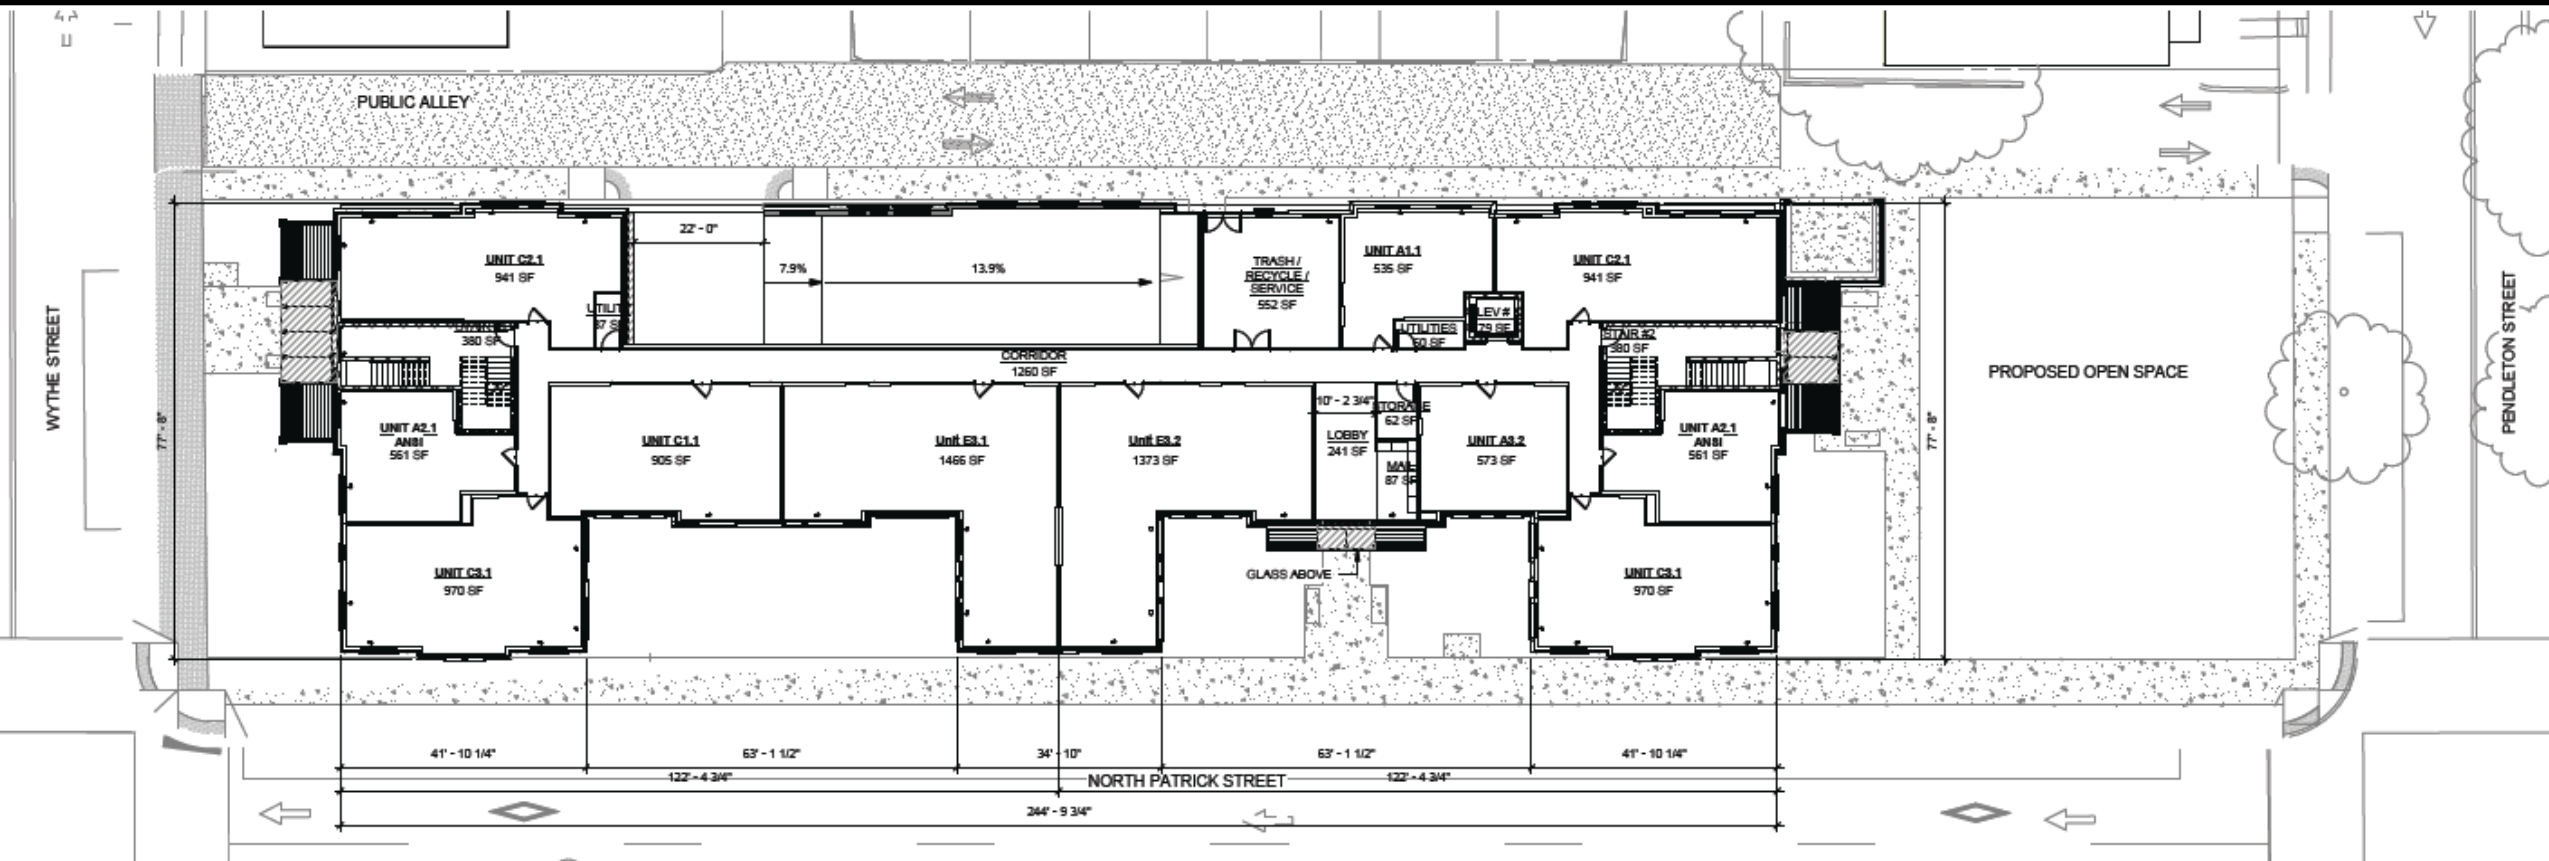 PUBLIC ALLEY
WYTHE STREET
PENDLETON STREET
77' - 8"
77' - 8"
UNIT C2.1
941 SF
22' - 0"
7.9%
13.9%
TRASH /
RECYCLE /
SERVICE
552 SF
UNIT A1.1
535 SF
UNIT C2.1
941 SF
UTILIT
37 S
380 SF
CORRIDOR
1260 SF
UTILITIES
50 SF
LEV #
79 SF
STAIR #2
380 SF
PROPOSED OPEN SPACE
UNIT A2.1
ANSI
561 SF
UNIT C1.1
905 SF
Unit E3.1
1466 SF
Unit E3.2
1373 SF
10' - 2 3/4"
LOBBY
241 SF
STORAGE
62 SF
MAIL
87 SF
UNIT A3.2
573 SF
UNIT A2.1
ANSI
561 SF
UNIT C3.1
970 SF
GLASS ABOVE
UNIT C3.1
970 SF
41' - 10 1/4"
63' - 1 1/2"
34' - 10"
63' - 1 1/2"
41' - 10 1/4"
122' - 4 3/4"
NORTH PATRICK STREET
122' - 4 3/4"
244' - 9 3/4"